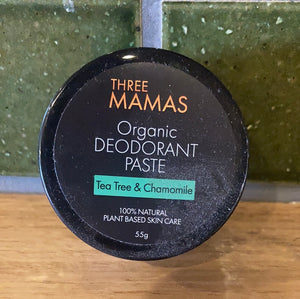 THREE
MAMAS
Organic
DEODORANT
PASTE
Tea Tree & Chamomile
100% NATURAL
PLANT BASED SKIN CARE
55g